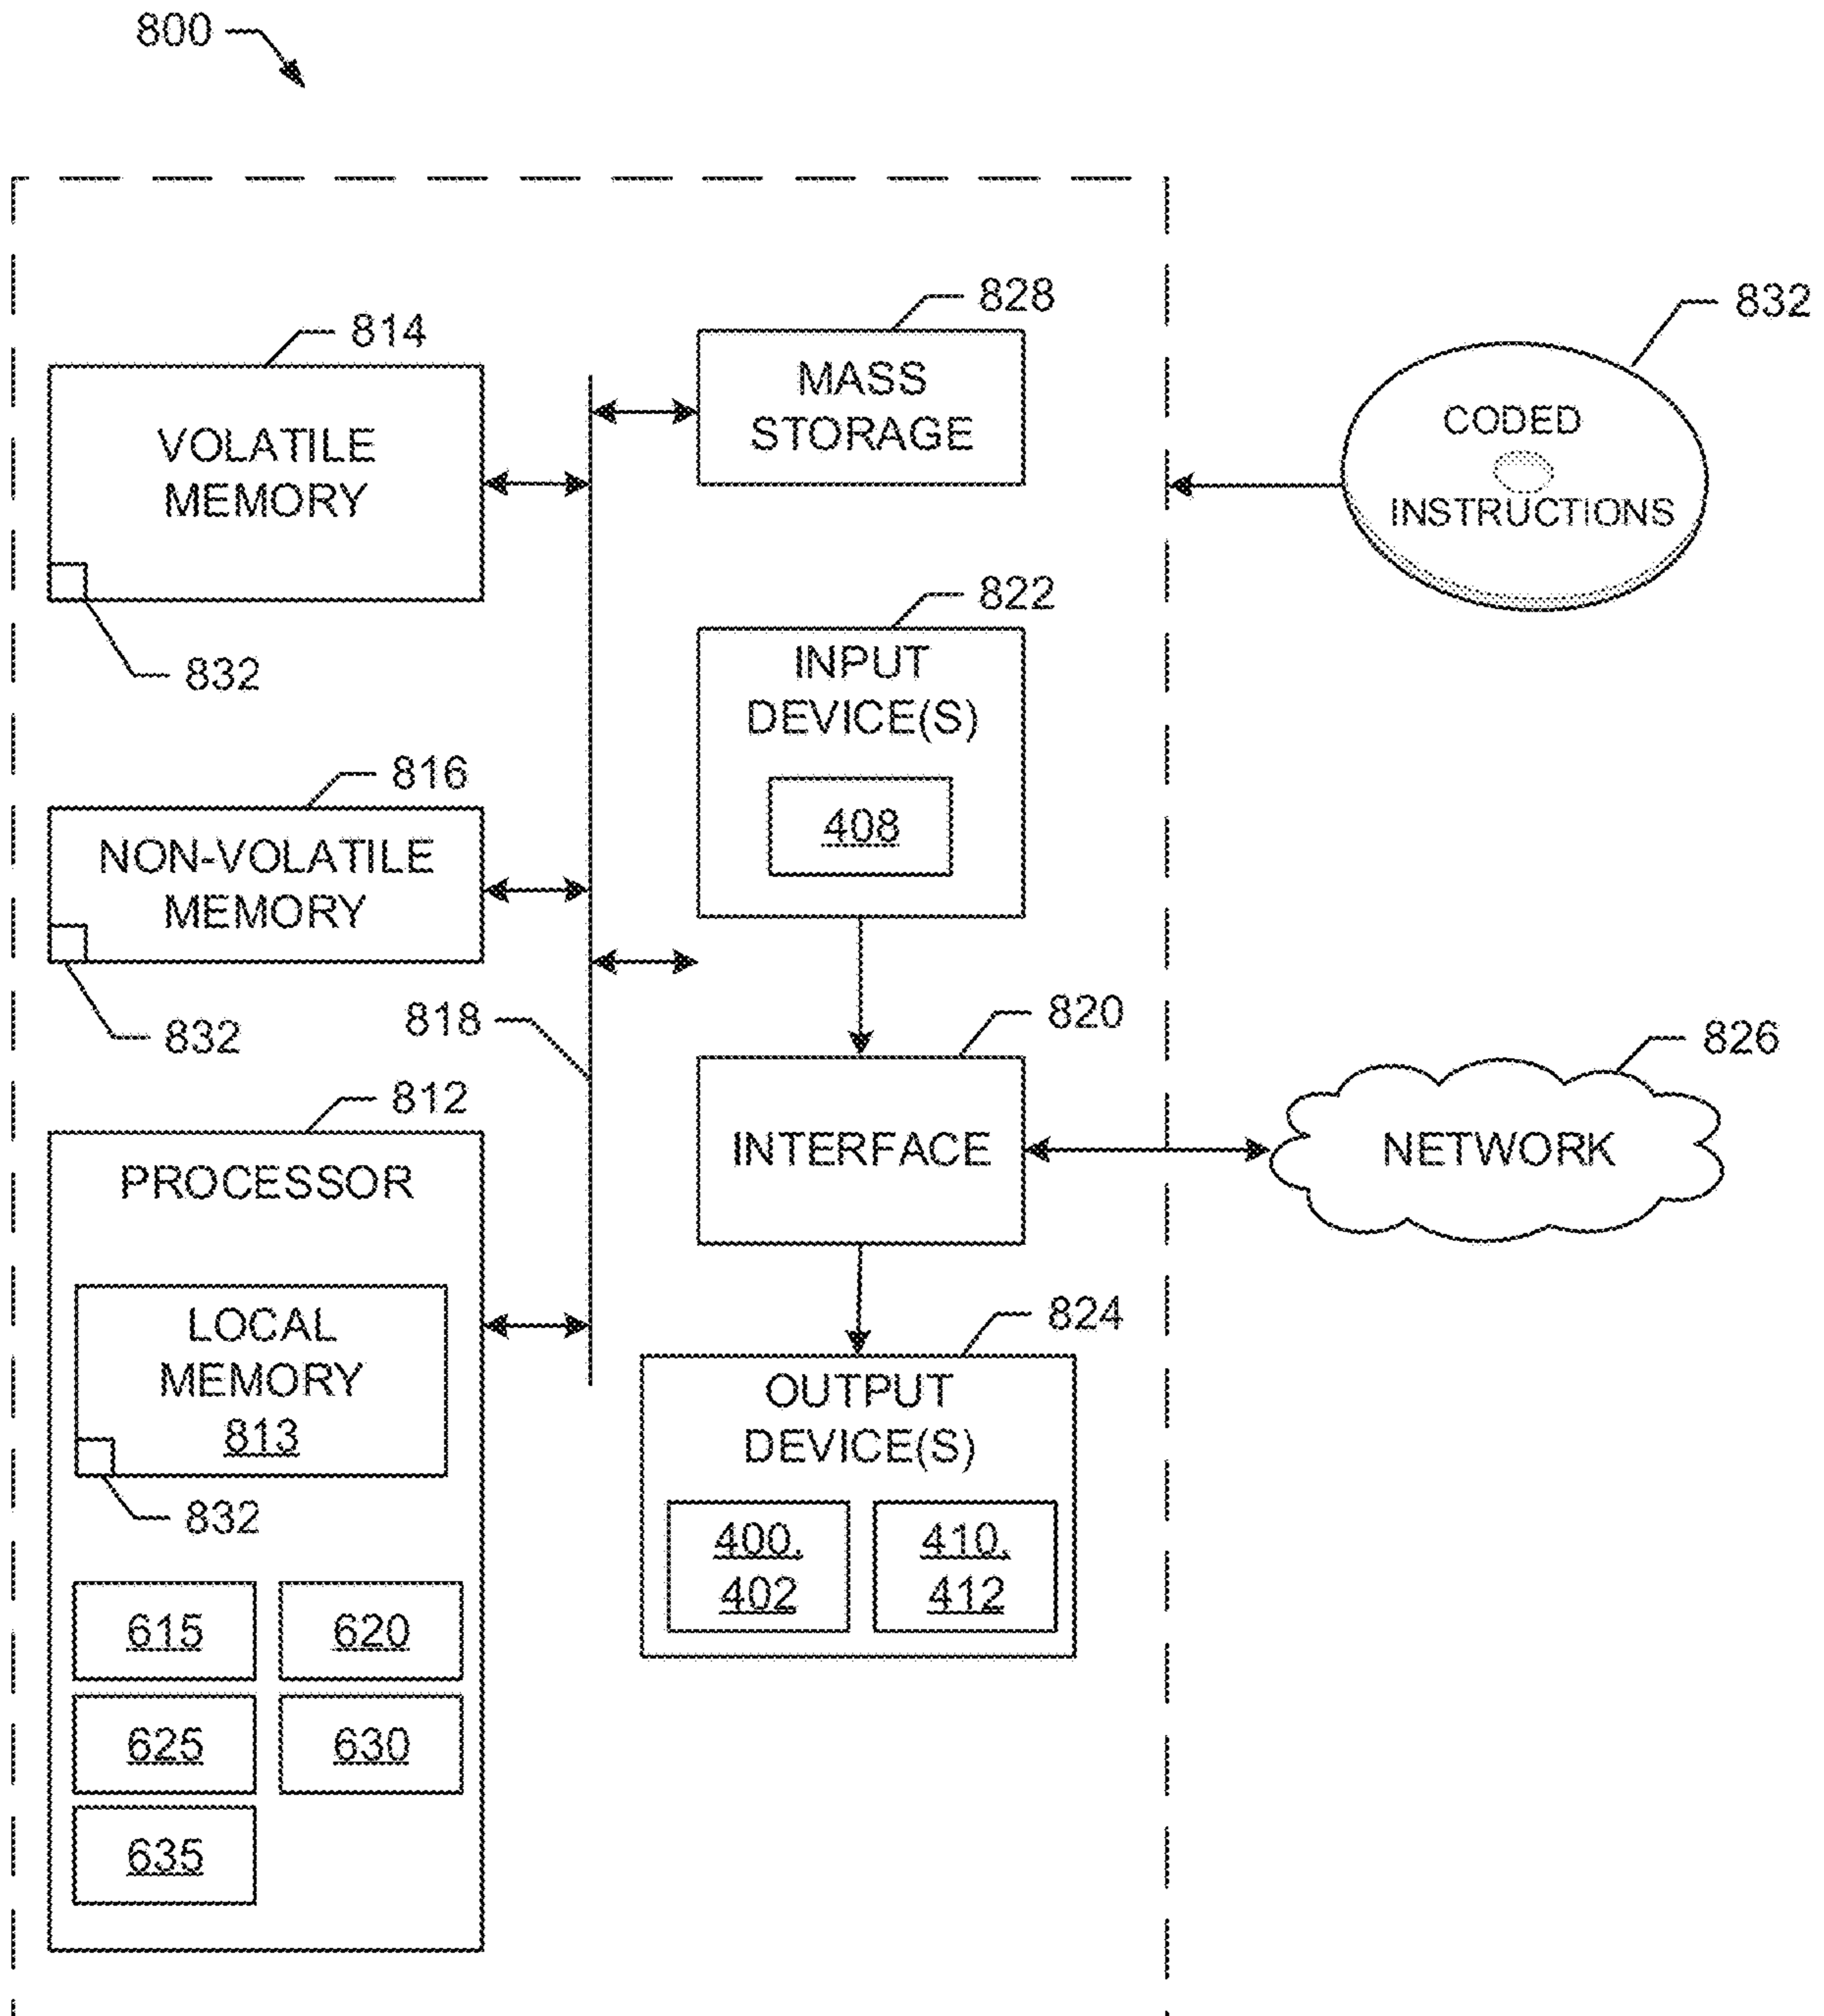 800
814
VOLATILE
MEMORY
832
828
MASS
STORAGE
832
CODED
INSTRUCTIONS
822
INPUT
DEVICE(S)
408
816
NON-VOLATILE
MEMORY
832
818
820
INTERFACE
826
NETWORK
812
PROCESSOR
LOCAL
MEMORY
813
832
615
620
625
630
635
824
OUTPUT
DEVICE(S)
400,
402
410,
412